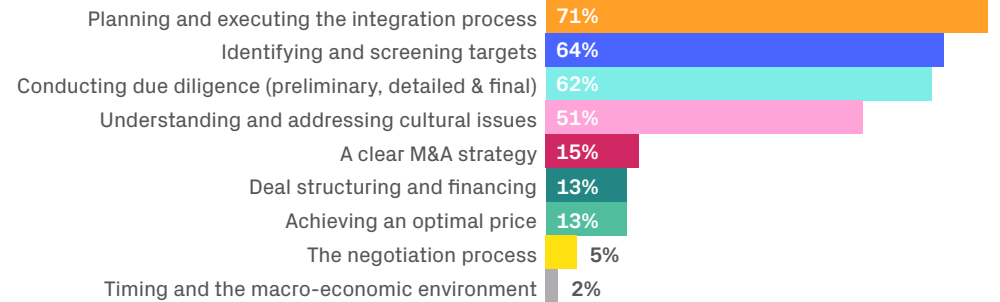 Planning and executing the integration process 71%
Identifying and screening targets 64%
Conducting due diligence (preliminary, detailed & final) 62%
Understanding and addressing cultural issues 51%
A clear M&A strategy 15%
Deal structuring and financing 13%
Achieving an optimal price 13%
The negotiation process 5%
Timing and the macro-economic environment 2%